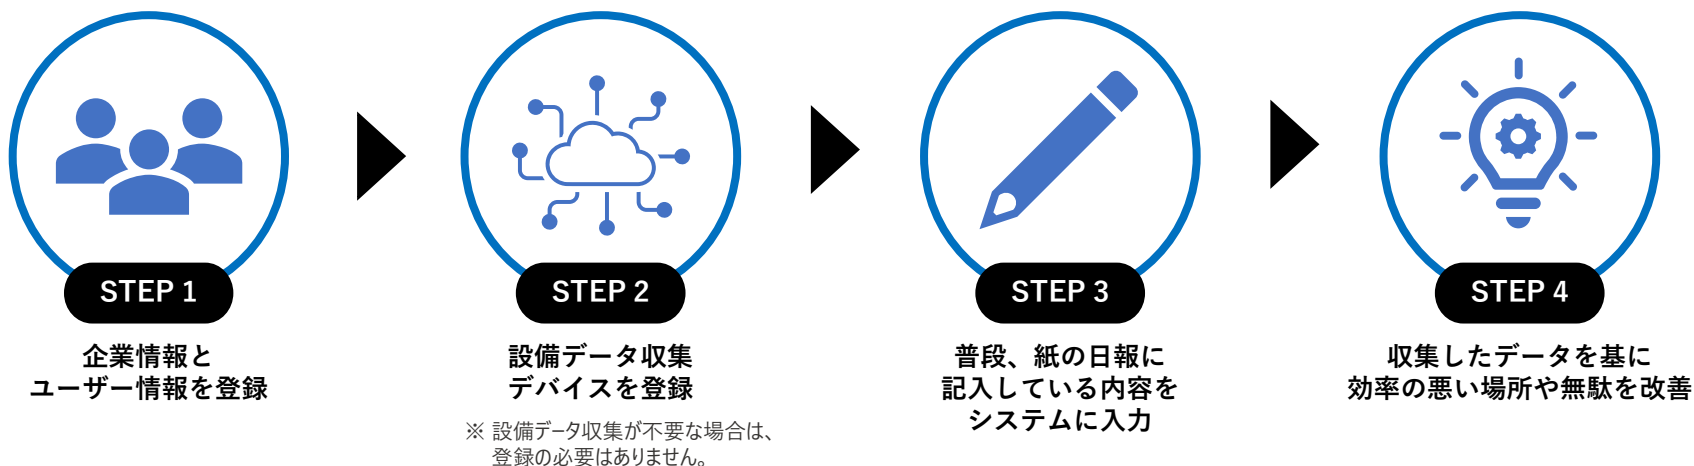 STEP 1
企業情報と
ユーザー情報を登録
STEP 2
設備データ収集
デバイスを登録
※ 設備データ収集が不要な場合は、
登録の必要はありません。
STEP 3
普段、紙の日報に
記入している内容を
システムに入力
STEP 4
収集したデータを基に
効率の悪い場所や無駄を改善